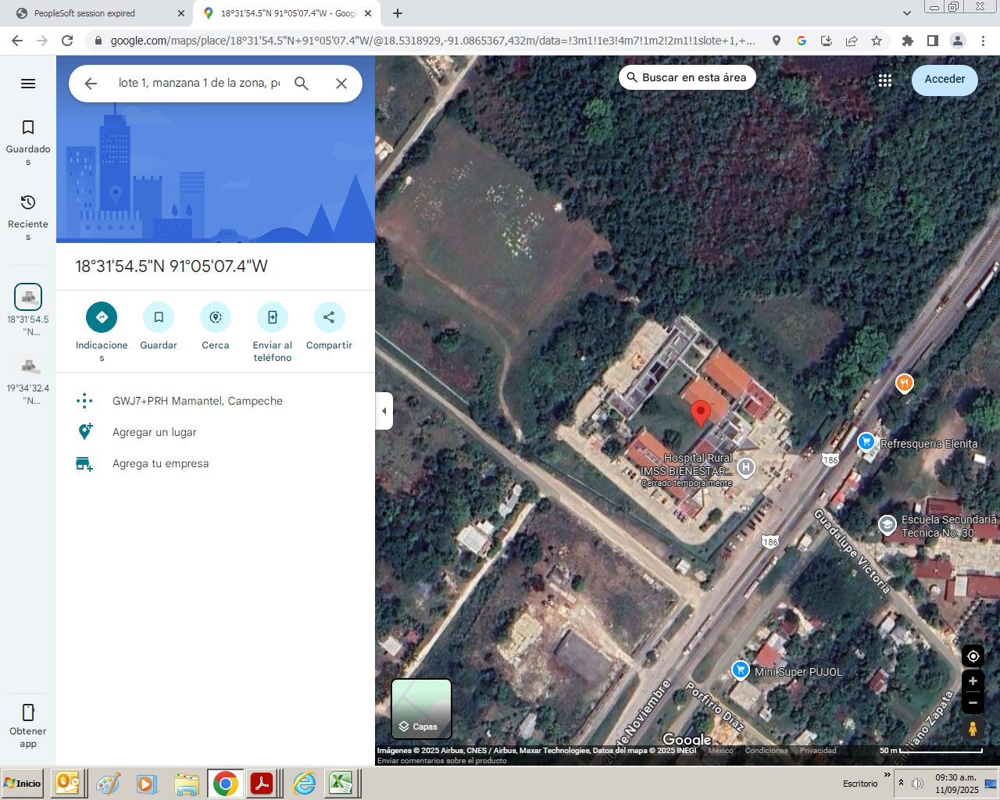 PeopleSoft session expired
18°31'54.5"N 91°05'07.4"W - Goog
google.com/maps/place/18°31'54.5"N+91°05'07.4"W/@18.5318929,-91.0865367,432m/data=!3m1!1e3!4m7!1m2!2m1!1slote+1,+...
lote 1, manzana 1 de la zona, po
Buscar en esta área
Acceder
Guardados
Recientes
18°31'54.5"N...
19°34'32.4"N...
Obtener app
18°31'54.5"N 91°05'07.4"W
Indicaciones
Guardar
Cerca
Enviar al teléfono
Compartir
GWJ7+PRH Mamantel, Campeche
Agregar un lugar
Agrega tu empresa
Hospital Rural
IMSS BIENESTAR...
Cerrado temporalmente
H
186
Refresqueria Elenita
186
Escuela Secundaria
Tecnica No. 30
Guadalupe Victoria
Mini Super PUJOL
Porfirio Díaz
de Noviembre
Emiliano Zapata
Capas
Google
Imágenes © 2025 Airbus, CNES / Airbus, Maxar Technologies, Datos del mapa © 2025 INEGI
México
Condiciones
Privacidad
50 m
Enviar comentarios sobre el producto
Inicio
Escritorio
09:30 a.m.
11/09/2025